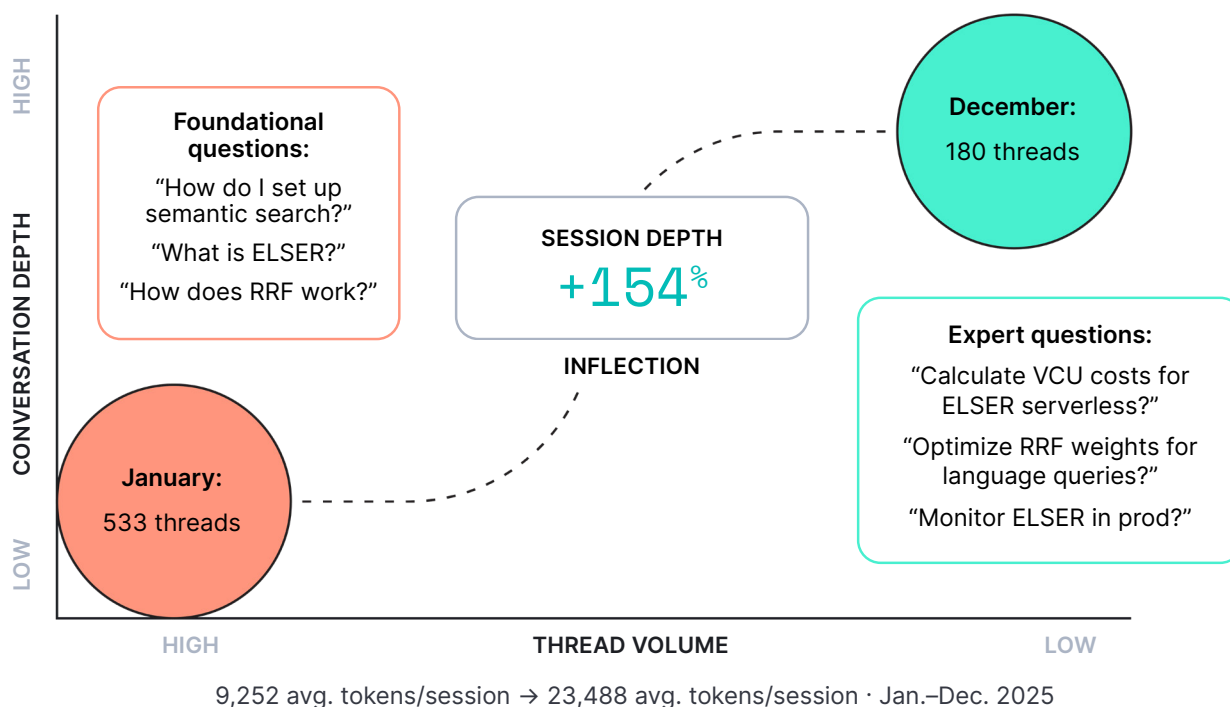 HIGH
CONVERSATION DEPTH
LOW
Foundational
questions:
“How do I set up
semantic search?”
“What is ELSER?”
“How does RRF work?”
January:
533 threads
SESSION DEPTH
+154%
INFLECTION
December:
180 threads
Expert questions:
“Calculate VCU costs for
ELSER serverless?”
“Optimize RRF weights for
language queries?”
“Monitor ELSER in prod?”
HIGH
THREAD VOLUME
LOW
9,252 avg. tokens/session → 23,488 avg. tokens/session · Jan.–Dec. 2025